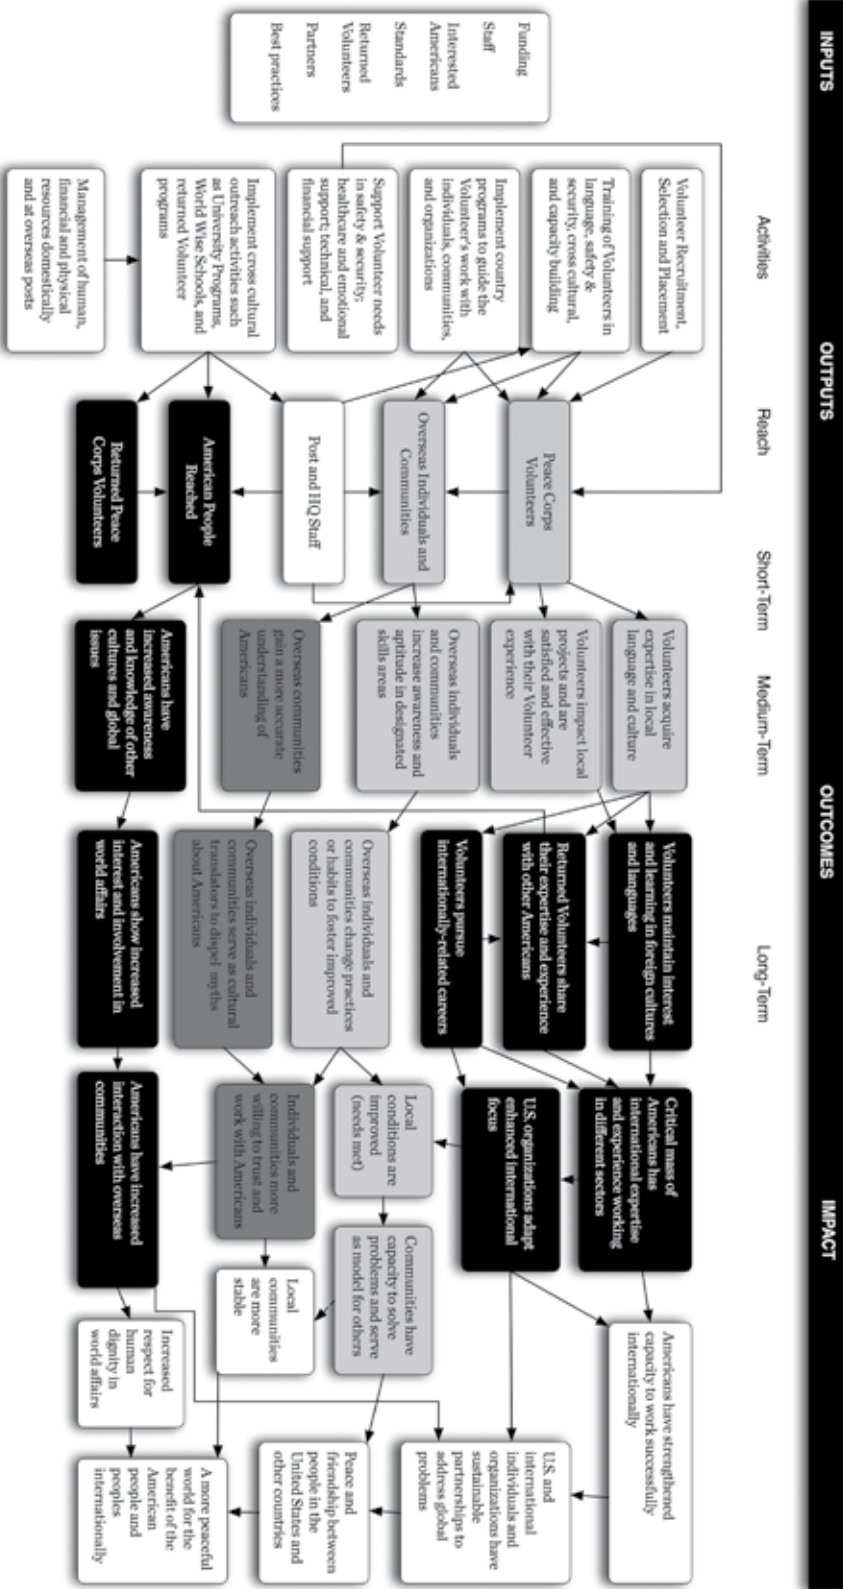 INPUTS
OUTPUTS
OUTCOMES
IMPACT
Activities
Reach
Short-Term
Medium-Term
Long-Term
Funding
Staff
Interested
Americans
Standards
Returned
Volunteers
Partners
Best practices
Volunteer Recruitment,
Selection and Placement
Training of Volunteers in
language, safety &
security, cross cultural,
and capacity building
Implement country
programs to guide the
Volunteer's work with
individuals, communities,
and organizations
Support Volunteer needs
in safety & security;
healthcare and emotional
support; technical, and
financial support
Implement cross cultural
outreach activities such
as University Programs,
World Wise Schools, and
returned Volunteer
programs
Management of human,
financial and physical
resources domestically
and at overseas posts
Peace Corps
Volunteers
Overseas Individuals and
Communities
Post and HQ Staff
American People
Reached
Returned Peace
Corps Volunteers
Volunteers acquire
expertise in local
language and culture
Volunteers impact local
projects and are
satisfied and effective
with their Volunteer
experience
Overseas individuals
and communities
increase awareness and
aptitude in designated
skills areas
Overseas communities
gain a more accurate
understanding of
Americans
Americans have
increased awareness
and knowledge of other
cultures and global
issues
Volunteers maintain interest
and learning in foreign cultures
and languages
Returned Volunteers share
their expertise and experience
with other Americans
Volunteers pursue
internationally-related careers
Overseas individuals and
communities change practices
or habits to foster improved
conditions
Overseas individuals and
communities serve as cultural
translators to dispel myths
about Americans
Americans show increased
interest and involvement in
world affairs
Critical mass of
Americans has
international expertise
and experience working
in different sectors
U.S. organizations adapt
enhanced international
focus
Local
conditions are
improved
(needs met)
Individuals and
communities more
willing to trust and
work with Americans
Americans have increased
interaction with overseas
communities
Communities have
capacity to solve
problems and serve
as model for others
Local
communities
are more
stable
Americans have strengthened
capacity to work successfully
internationally
Increased
respect for
human
dignity in
world affairs
U.S. and
international
individuals and
organizations have
sustainable
partnerships to
address global
problems
Peace and
friendship between
people in the
United States and
other countries
A more peaceful
world for the
benefit of the
American
people and
peoples
internationally